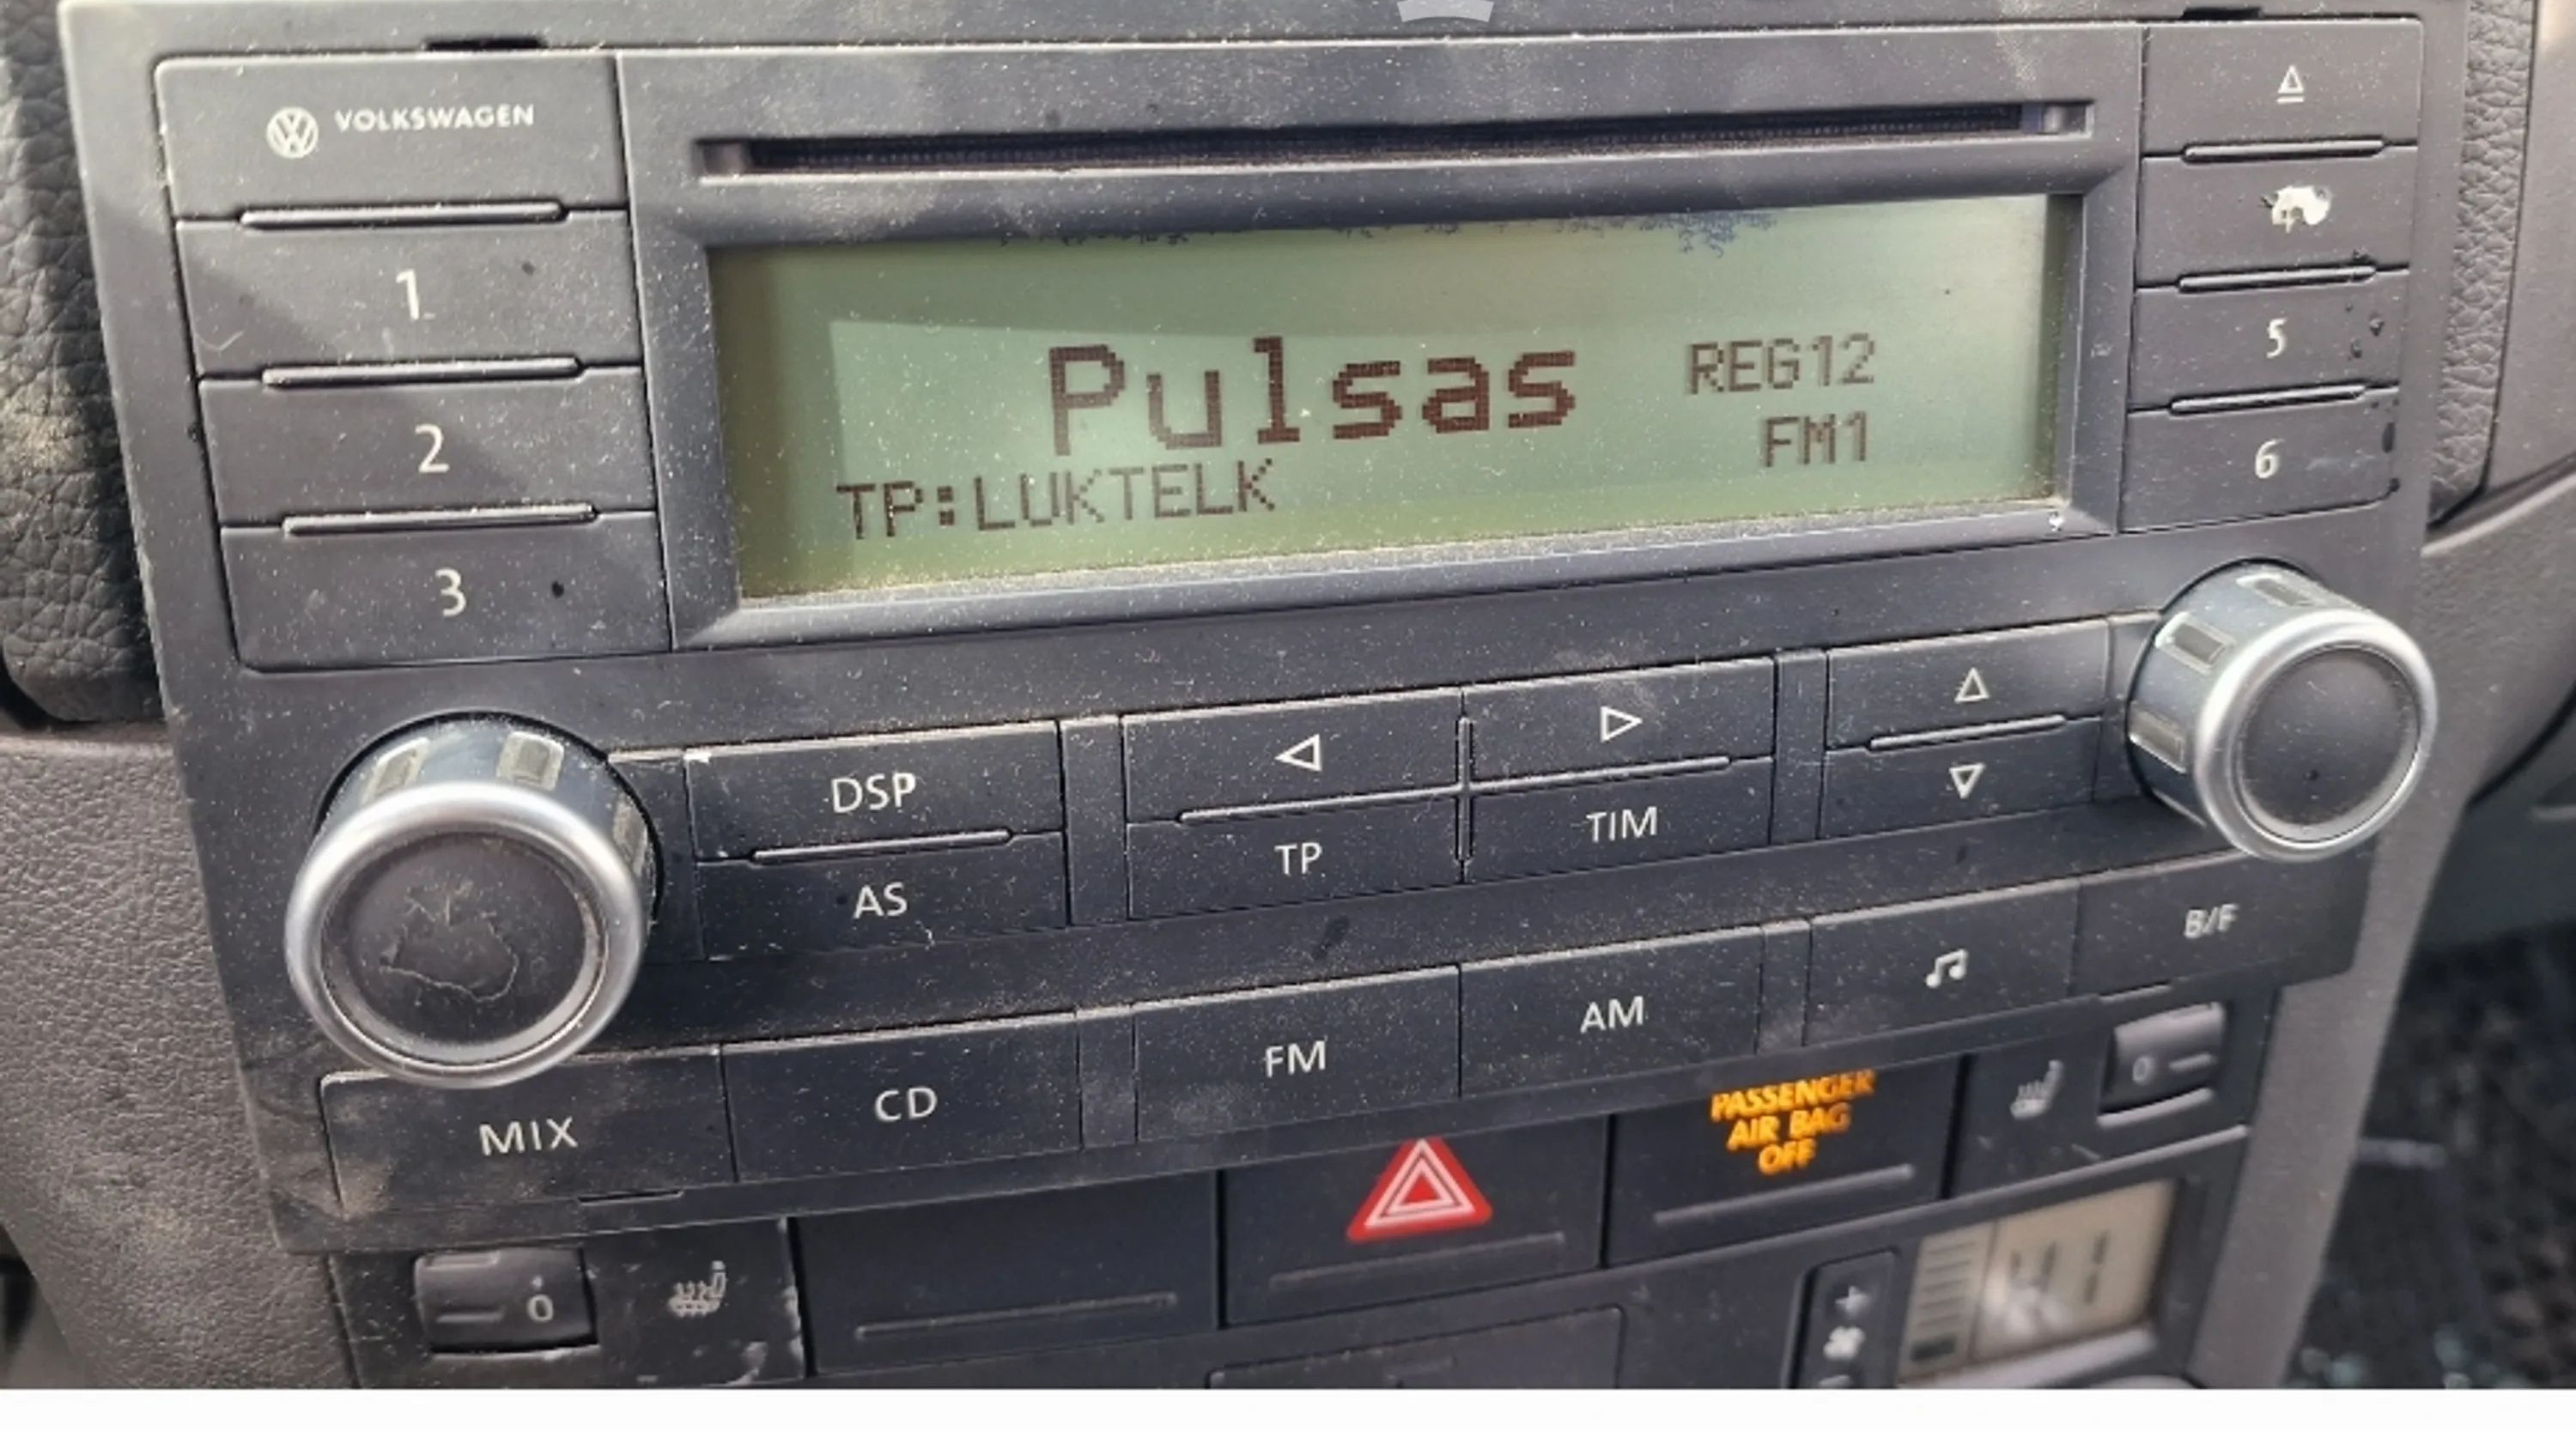 VOLKSWAGEN
1
2
3
Pulsas
REG12
FM1
TP:LUKTELK
5
6
DSP
AS
TP
TIM
MIX
CD
FM
AM
B/F
PASSENGER
AIR BAG
OFF
0
0